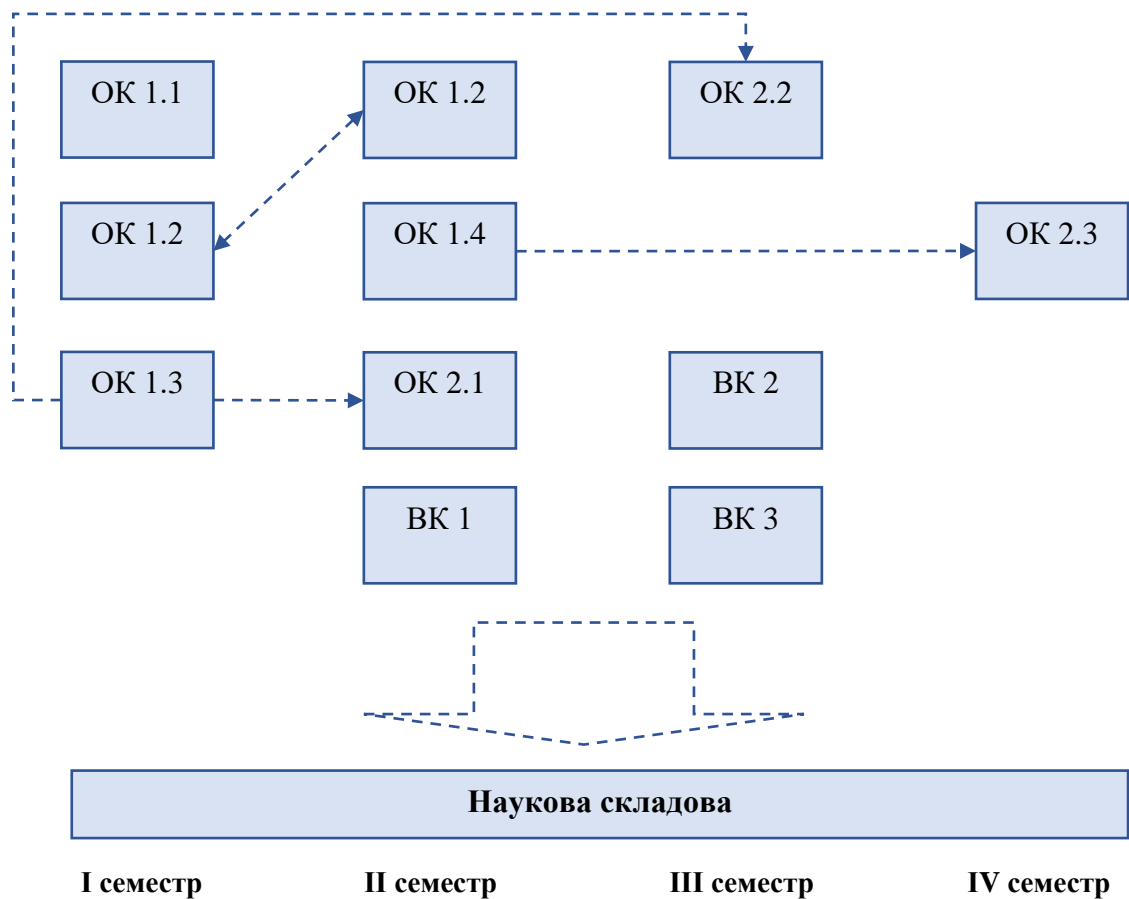 ОК 1.1
ОК 1.2
ОК 2.2
ОК 1.2
ОК 1.4
ОК 2.3
ОК 1.3
ОК 2.1
ВК 2
ВК 1
ВК 3
Наукова складова
I семестр
II семестр
III семестр
IV семестр